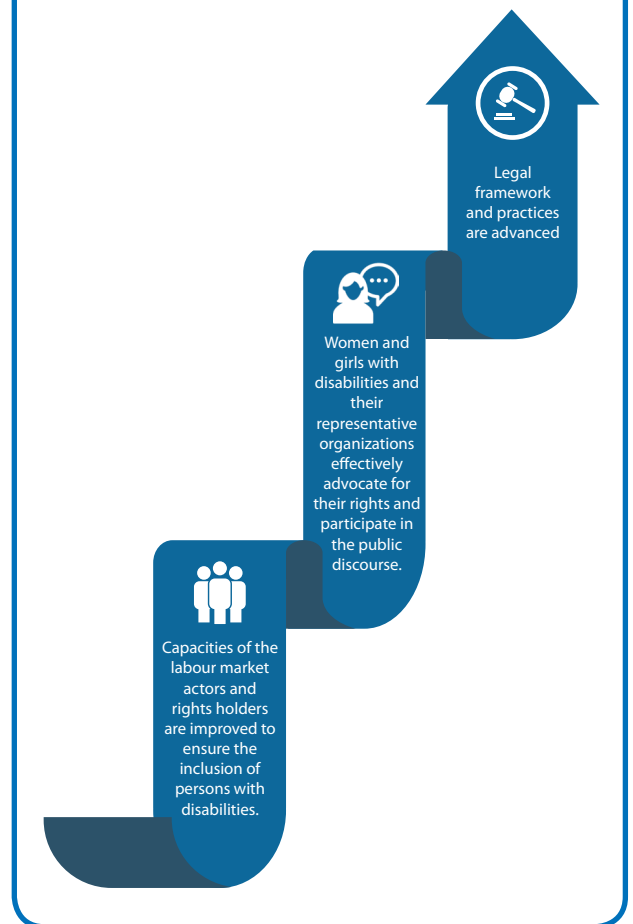 Legal
framework
and practices
are advanced
Women and
girls with
disabilities and
their
representative
organizations
effectively
advocate for
their rights and
participate in
the public
discourse.
Capacities of the
labour market
actors and
rights holders
are improved to
ensure the
inclusion of
persons with
disabilities.